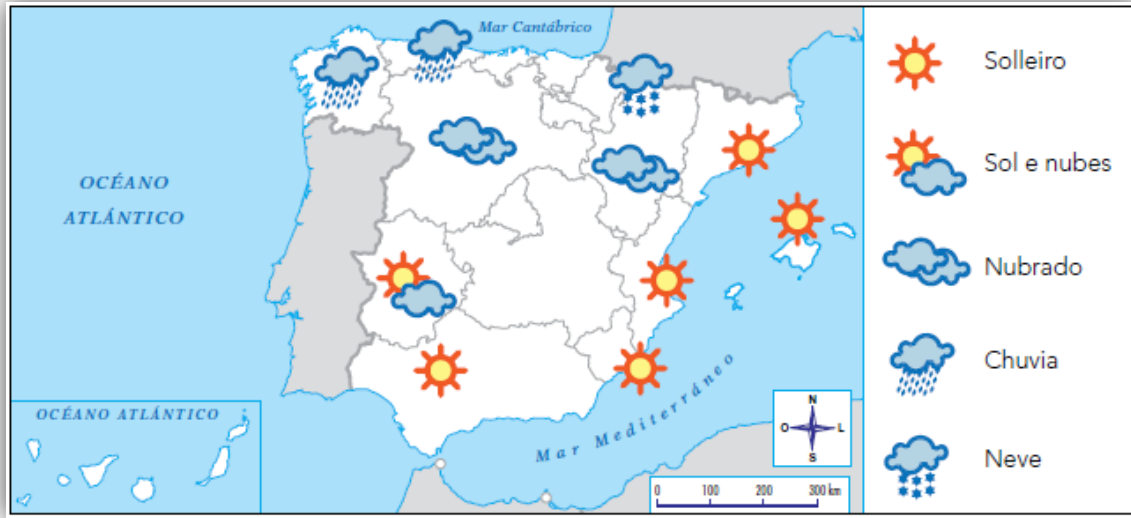 Mar Cantábrico
OCÉANO
ATLÁNTICO
Mar Mediterráneo
OCÉANO ATLÁNTICO
N
O
L
S
0 100 200 300 km
Solleiro
Sol e nubes
Nubrado
Chuvia
Neve